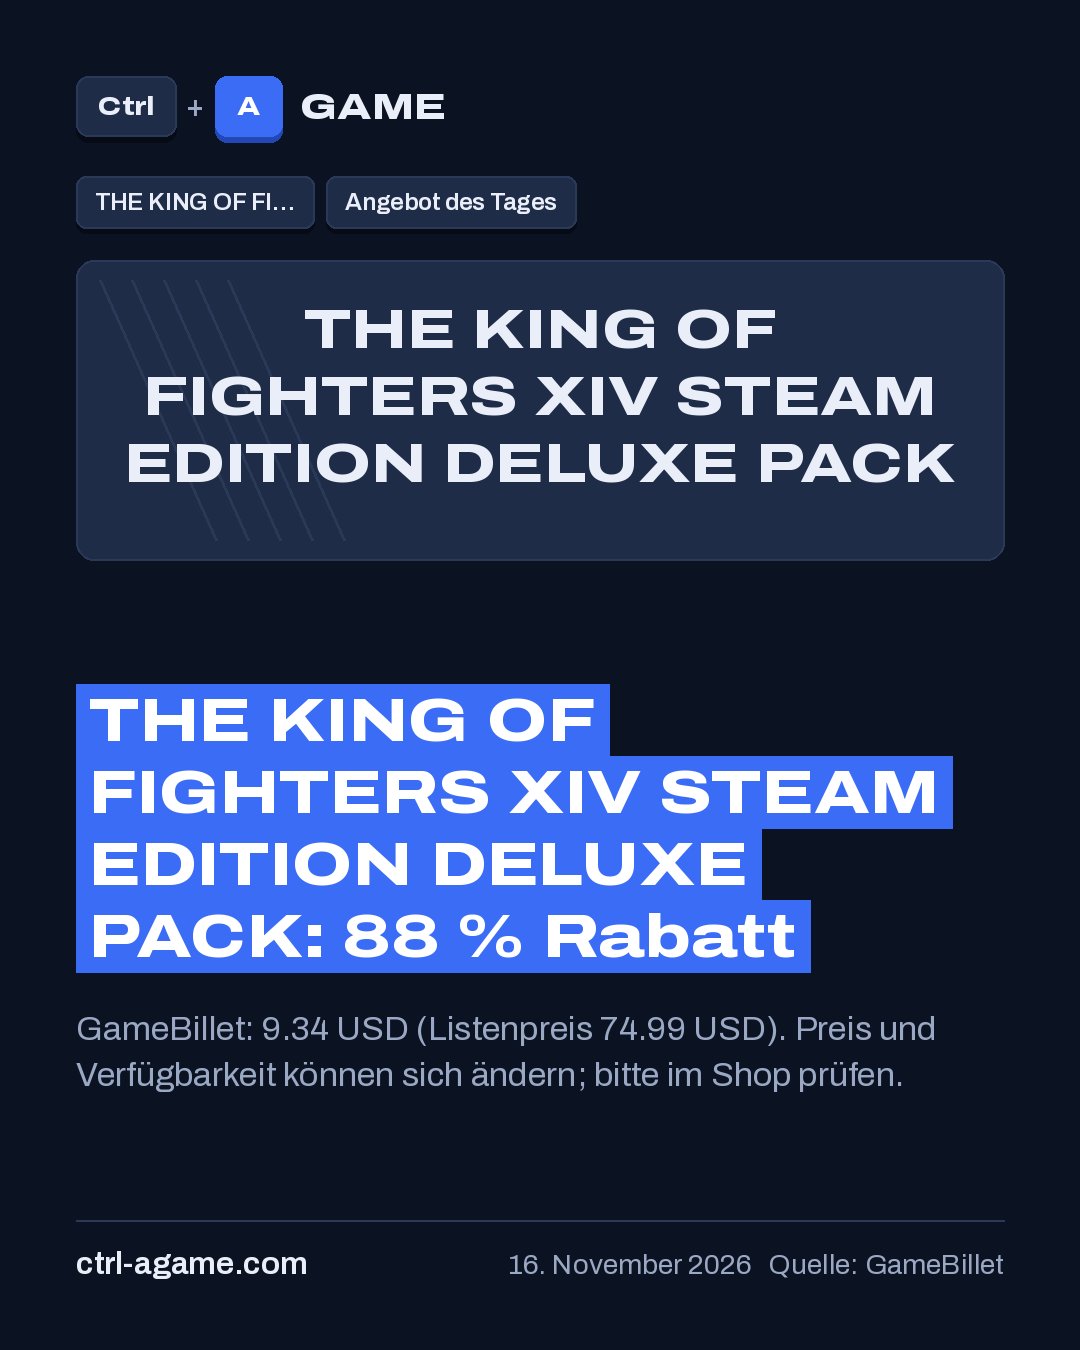 Ctrl + A GAME
THE KING OF FI... Angebot des Tages
THE KING OF
FIGHTERS XIV STEAM
EDITION DELUXE PACK
THE KING OF
FIGHTERS XIV STEAM
EDITION DELUXE
PACK: 88 % Rabatt
GameBillet: 9.34 USD (Listenpreis 74.99 USD). Preis und
Verfügbarkeit können sich ändern; bitte im Shop prüfen.
ctrl-agame.com 16. November 2026 Quelle: GameBillet